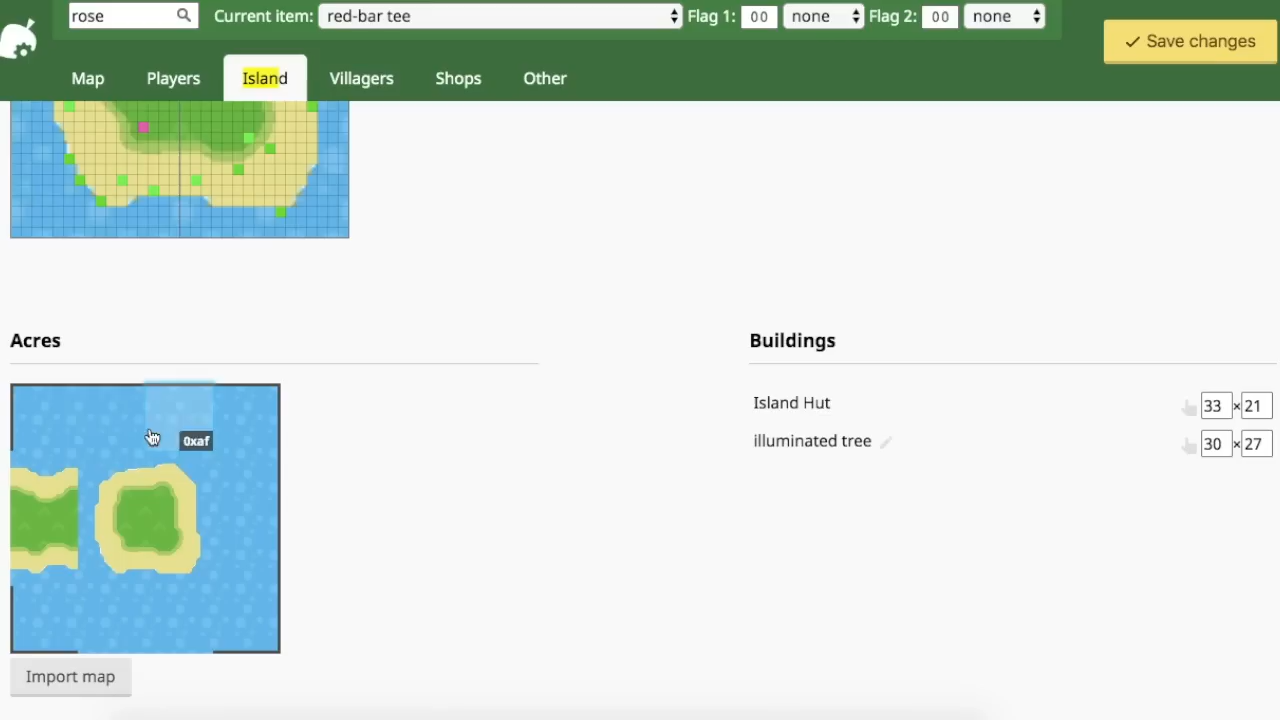 rose Current item: red-bar tee Flag 1: 00 none Flag 2: 00 none
✓ Save changes
Map Players Island Villagers Shops Other
Acres Buildings
Island Hut 33 × 21
0xaf illuminated tree 30 × 27
Import map